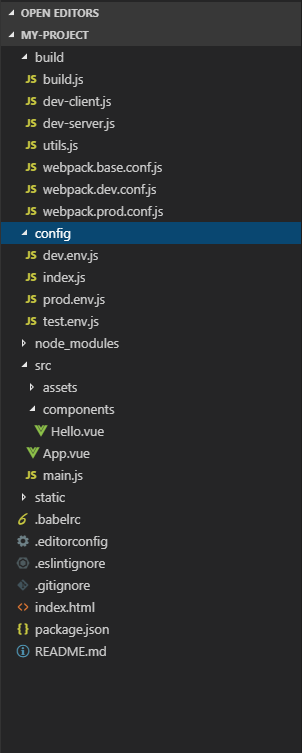 OPEN EDITORS
MY-PROJECT
build
JS build.js
JS dev-client.js
JS dev-server.js
JS utils.js
JS webpack.base.conf.js
JS webpack.dev.conf.js
JS webpack.prod.conf.js
config
JS dev.env.js
JS index.js
JS prod.env.js
JS test.env.js
node_modules
src
assets
components
Hello.vue
App.vue
JS main.js
static
.babelrc
.editorconfig
.eslintignore
.gitignore
index.html
package.json
README.md